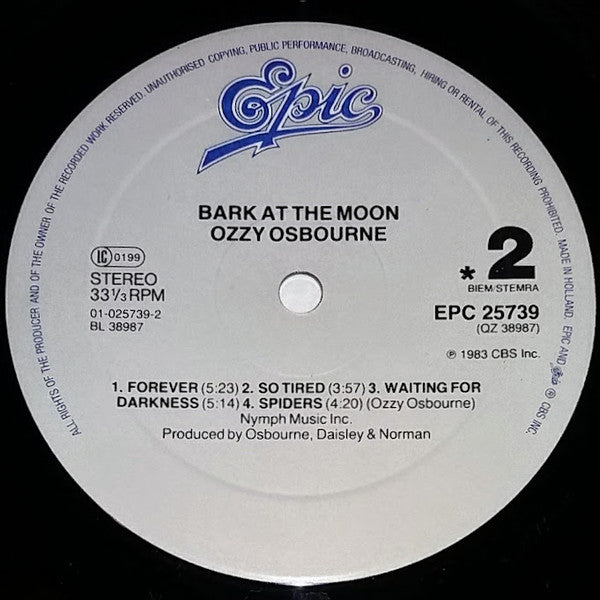 ALL RIGHTS OF THE PRODUCER AND OF THE OWNER OF THE RECORDED WORK RESERVED. UNAUTHORISED COPYING, PUBLIC PERFORMANCE, BROADCASTING, HIRING OR RENTAL OF THIS RECORDING PROHIBITED. MADE IN HOLLAND. EPIC AND Epic ® CBS INC.
Epic
BARK AT THE MOON
OZZY OSBOURNE
LC 0199
STEREO
33 1/3 RPM
01-025739-2
BL 38987
* 2
BIEM/STEMRA
EPC 25739
(QZ 38987)
℗ 1983 CBS Inc.
1. FOREVER (5:23) 2. SO TIRED (3:57) 3. WAITING FOR
DARKNESS (5:14) 4. SPIDERS (4:20) (Ozzy Osbourne)
Nymph Music Inc.
Produced by Osbourne, Daisley & Norman